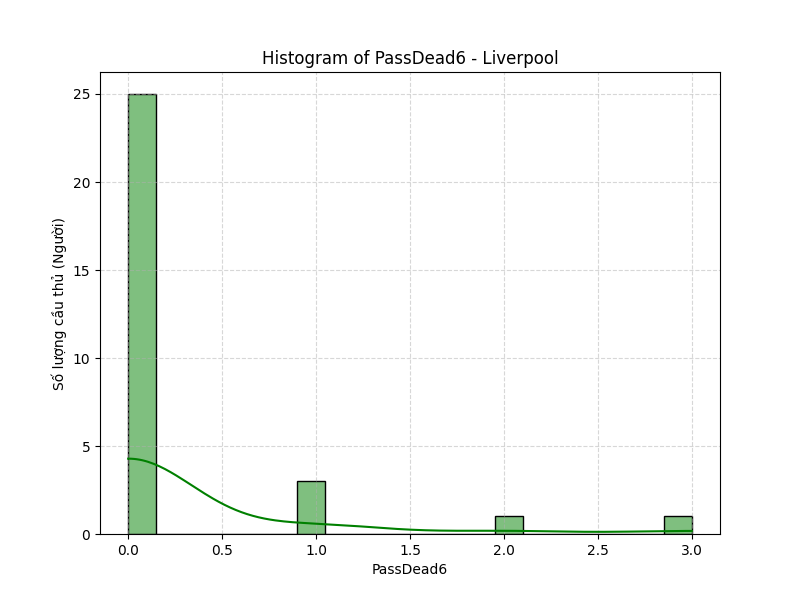 Histogram of PassDead6 - Liverpool
Số lượng cầu thủ (Người)
25
20
15
10
5
0
0.0 0.5 1.0 1.5 2.0 2.5 3.0
PassDead6